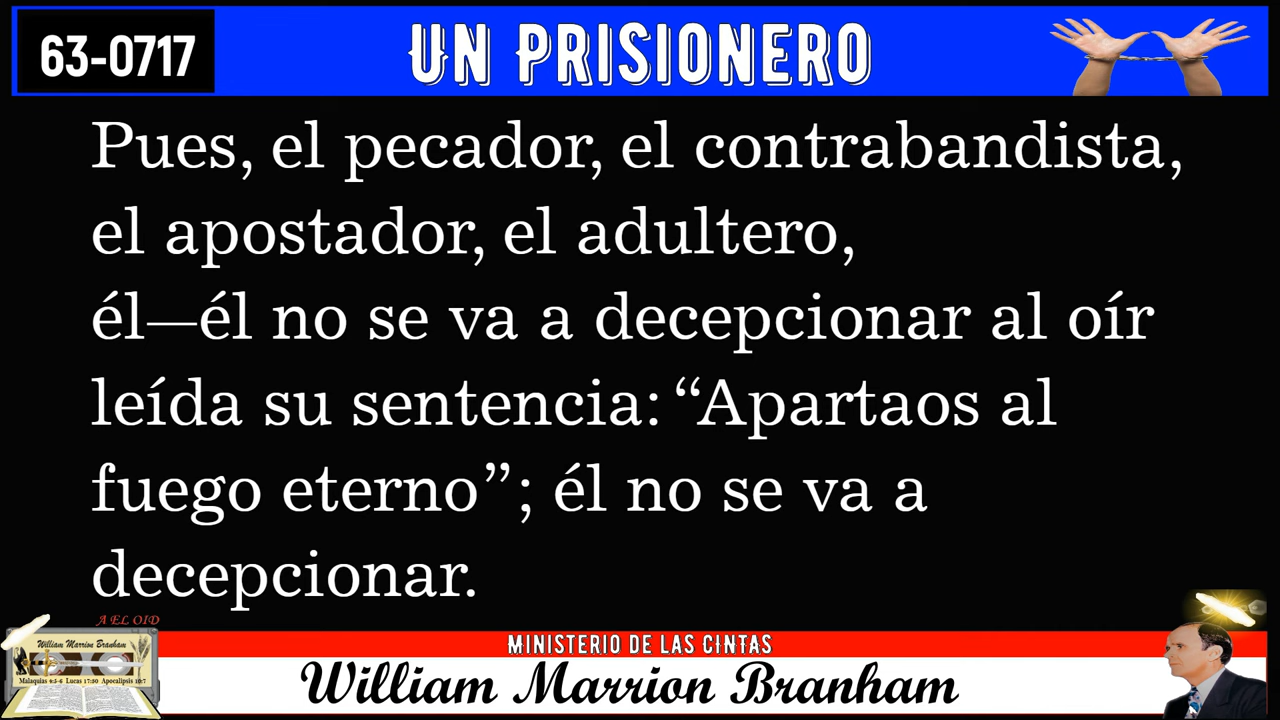 63-0717
UN PRISIONERO
Pues, el pecador, el contrabandista,
el apostador, el adultero,
él—él no se va a decepcionar al oír
leída su sentencia: “Apartaos al
fuego eterno”; él no se va a
decepcionar.
A EL OID
William Marrion Branham
Malaquías 4:5-6 Lucas 17:30 Apocalipsis 10:7
MINISTERIO DE LAS CINTAS
William Marrion Branham